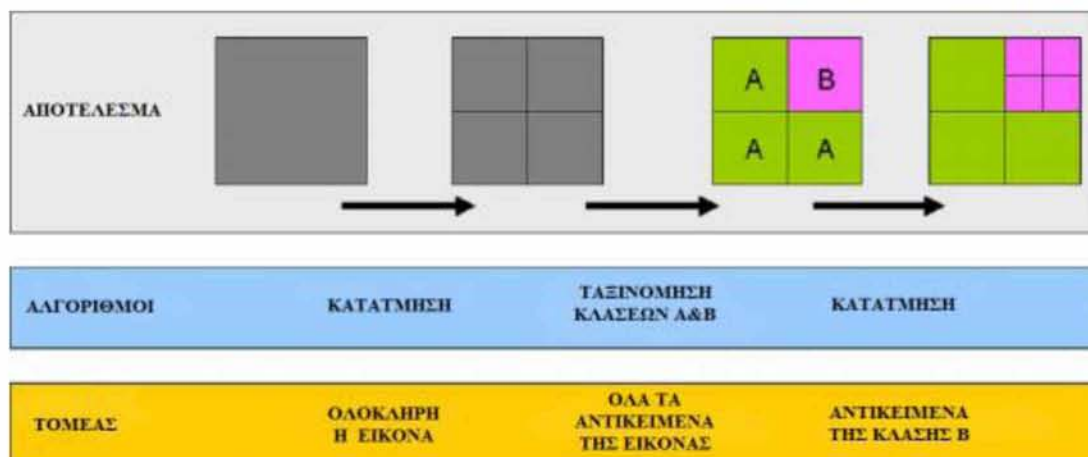 ΑΠΟΤΕΛΕΣΜΑ
A B
A A
ΑΛΓΟΡΙΘΜΟΙ
ΚΑΤΑΤΜΗΣΗ
ΤΑΞΙΝΟΜΗΣΗ
ΚΛΑΣΕΩΝ Α&Β
ΚΑΤΑΤΜΗΣΗ
ΤΟΜΕΑΣ
ΟΛΟΚΛΗΡΗ
Η ΕΙΚΟΝΑ
ΟΛΑ ΤΑ
ΑΝΤΙΚΕΙΜΕΝΑ
ΤΗΣ ΕΙΚΟΝΑΣ
ΑΝΤΙΚΕΙΜΕΝΑ
ΤΗΣ ΚΛΑΣΗΣ Β